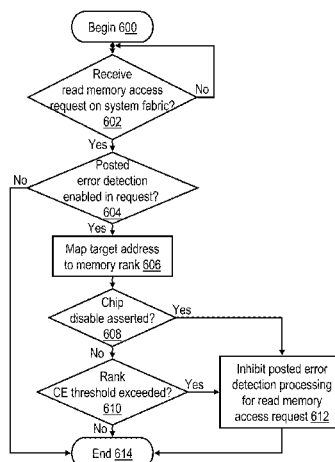 Begin 600
Receive
read memory access
request on system fabric?
602
No
Yes
Posted
error detection
enabled in request?
604
No
Yes
Map target address
to memory rank 606
Chip
disable asserted?
608
Yes
No
Rank
CE threshold exceeded?
610
Yes
No
Inhibit posted error
detection processing
for read memory
access request 612
End 614